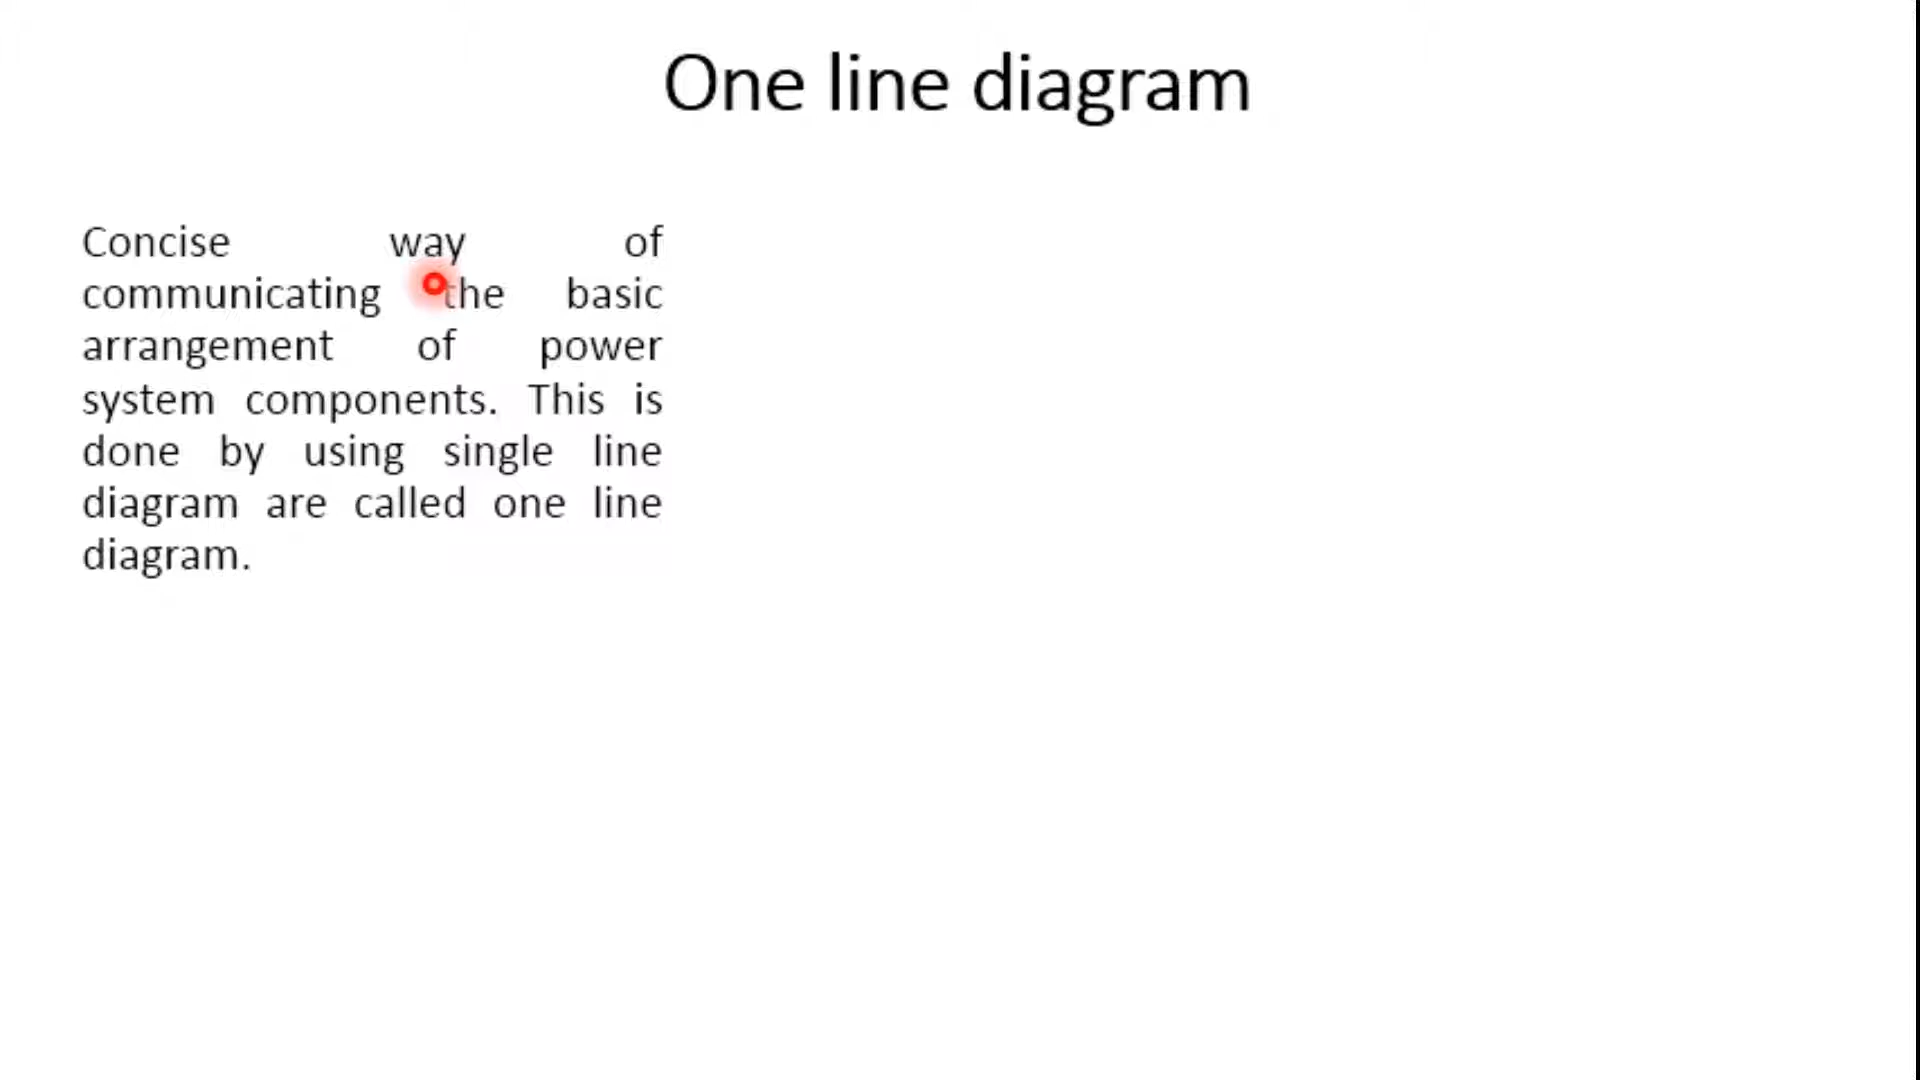 One line diagram
Concise way of
communicating the basic
arrangement of power
system components. This is
done by using single line
diagram are called one line
diagram.